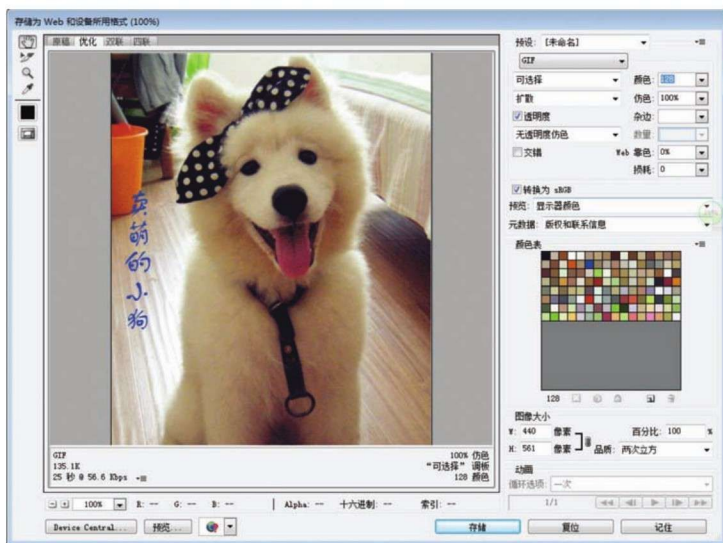 存储为 Web 和设备所用格式 (100%)
原稿 优化 双联 四联
预设: [未命名]
GIF
可选择 颜色: 128
扩散 仿色: 100%
透明度 杂边:
无透明度仿色 数量:
交错 Web 靠色: 0%
损耗: 0
转换为 sRGB
预览: 显示器颜色
元数据: 版权和联系信息
颜色表
128
卖萌的小狗
图像大小
W: 440 像素 百分比: 100 %
H: 561 像素 品质: 两次立方
动画
循环选项: 一次
1/1
GIF 100% 仿色
135.1K “可选择” 调板
25 秒 @ 56.6 Kbps 128 颜色
100% R: -- G: -- B: -- Alpha: -- 十六进制: -- 索引: --
Device Central... 预览... 存储 复位 记住